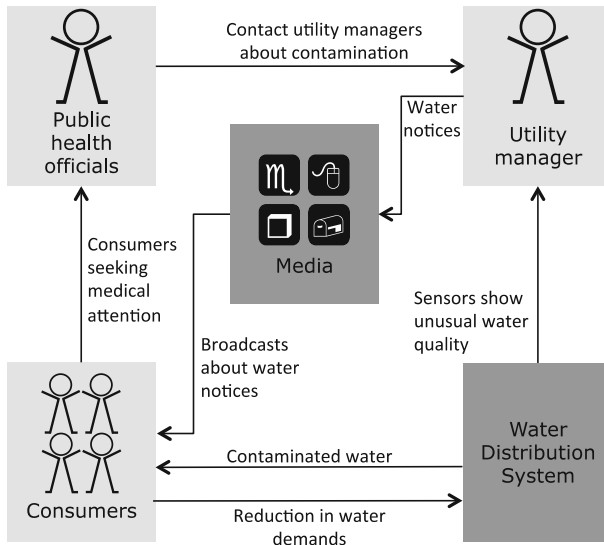 Contact utility managers
about contamination
Public
health
officials
Water
notices
Utility
manager
Media
Consumers
seeking
medical
attention
Sensors show
unusual water
quality
Broadcasts
about water
notices
Contaminated water
Water
Distribution
System
Consumers
Reduction in water
demands